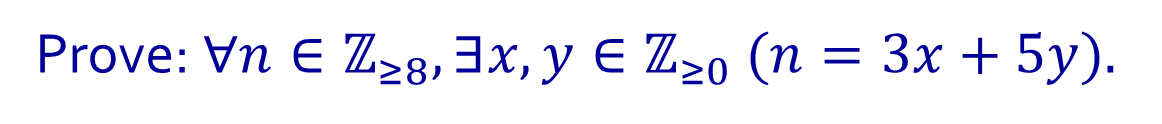 Prove: ∀n ∈ ℤ≥8, ∃x, y ∈ ℤ≥0 (n = 3x + 5y).